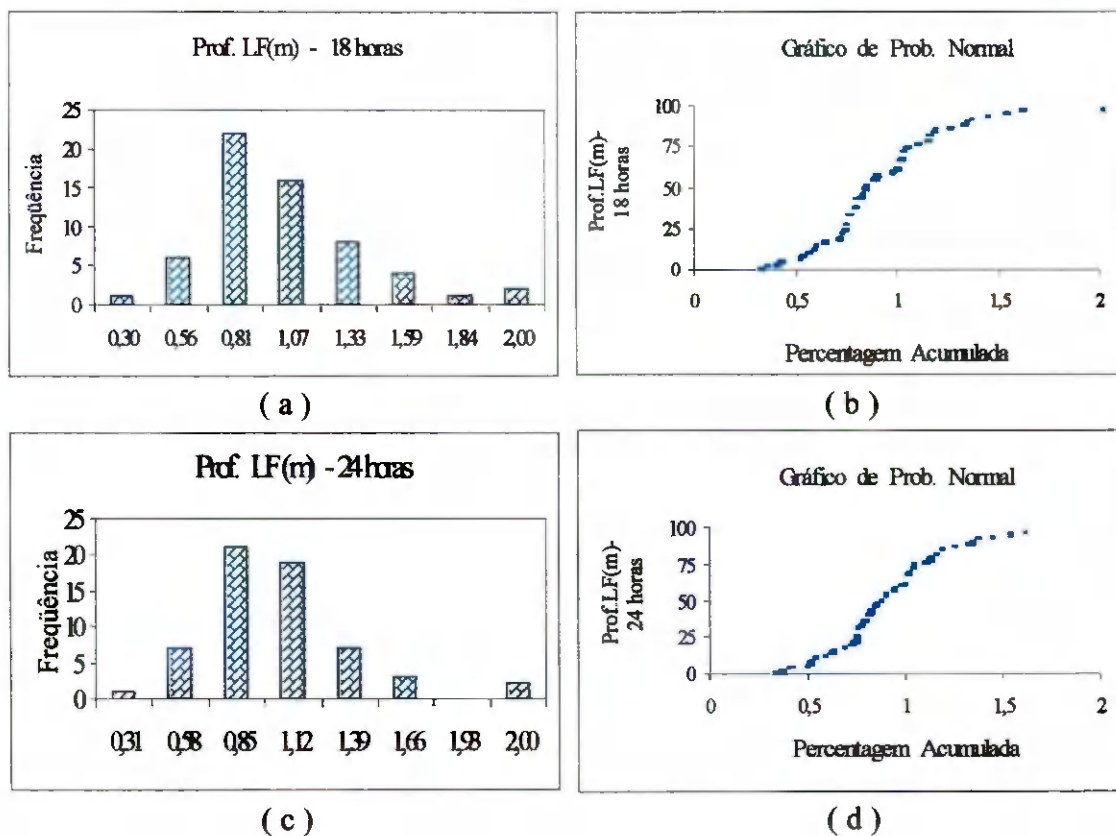 Prof. LF(m) - 18 horas
Freqüência
25
20
15
10
5
0
0,30 0,56 0,81 1,07 1,33 1,59 1,84 2,00
( a )
Gráfico de Prob. Normal
Prof.LF(m)-
18 horas
100
75
50
25
0
0 0,5 1 1,5 2
Percentagem Acumulada
( b )
Prof. LF(m) - 24 horas
Freqüência
25
20
15
10
5
0
0,31 0,58 0,85 1,12 1,39 1,66 1,93 2,00
( c )
Gráfico de Prob. Normal
Prof.LF(m)-
24 horas
100
75
50
25
0
0 0,5 1 1,5 2
Percentagem Acumulada
( d )